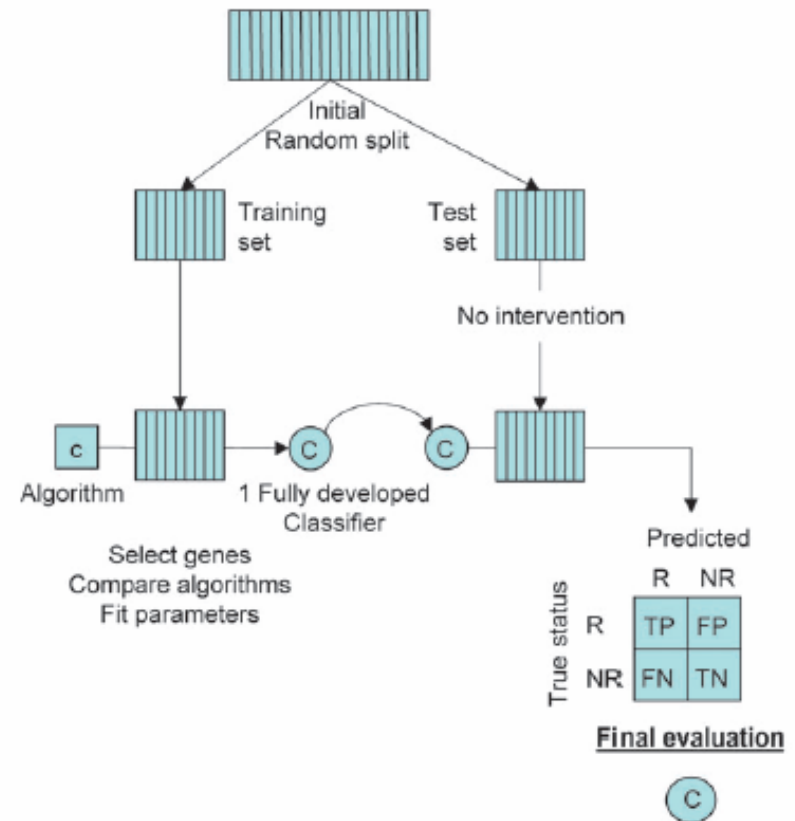 Initial
Random split
Training
set
Test
set
No intervention
c
C
C
Algorithm
1 Fully developed
Classifier
Select genes
Compare algorithms
Fit parameters
Predicted
R NR
True status
R TP FP
NR FN TN
Final evaluation
C